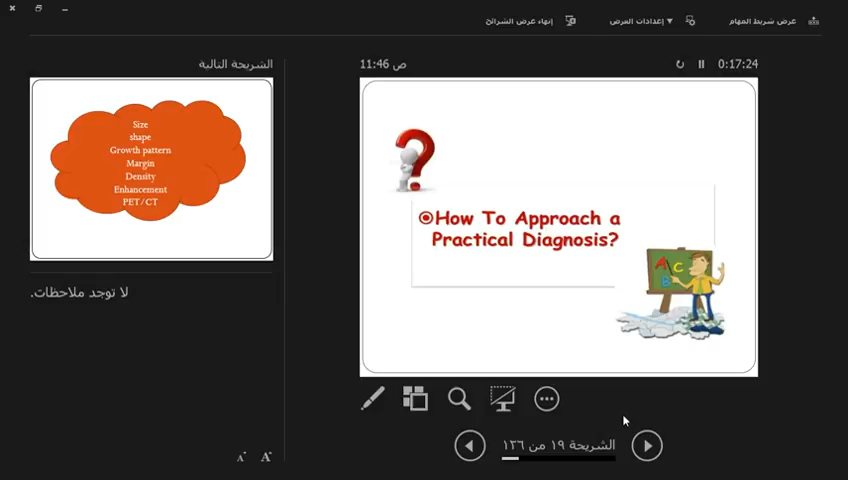 عرض شريط المهام
إعدادات العرض ▼
إنهاء عرض الشرائح
الشريحة التالية
Size
shape
Growth pattern
Margin
Density
Enhancement
PET/CT
لا توجد ملاحظات.
11:46 ص
0:17:24
How To Approach a
Practical Diagnosis?
A C
B
الشريحة ١٩ من ١٣٦
A A